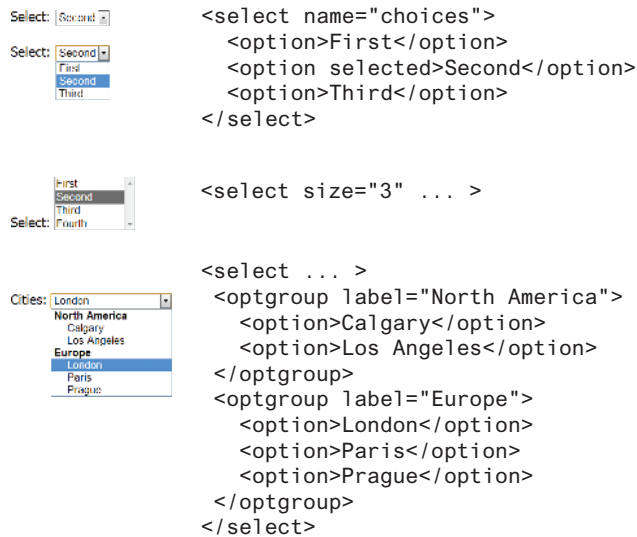 Select: Second
<select name="choices">
<option>First</option>
Select: Second
<option selected>Second</option>
First
Second
Third
<option>Third</option>
</select>
First
Second
Third
Select: Fourth
<select size="3" ... >
<select ... >
Cities: London
North America
Calgary
Los Angeles
Europe
London
Paris
Prague
<optgroup label="North America">
<option>Calgary</option>
<option>Los Angeles</option>
</optgroup>
<optgroup label="Europe">
<option>London</option>
<option>Paris</option>
<option>Prague</option>
</optgroup>
</select>